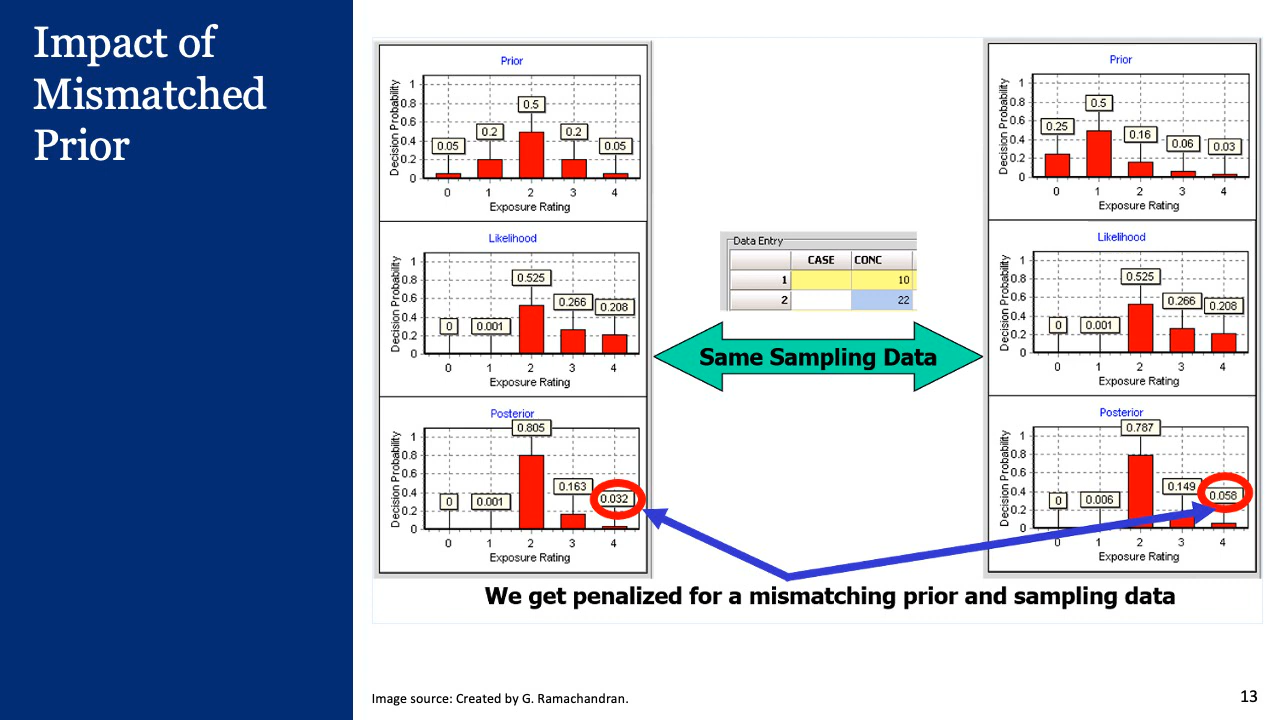 Impact of
Mismatched
Prior
Prior
Decision Probability
1
0.8
0.6
0.4
0.2
0
0.05
0.2
0.5
0.2
0.05
0 1 2 3 4
Exposure Rating
Likelihood
Decision Probability
1
0.8
0.6
0.4
0.2
0
0
0.001
0.525
0.266
0.208
0 1 2 3 4
Exposure Rating
Posterior
Decision Probability
1
0.8
0.6
0.4
0.2
0
0
0.001
0.805
0.163
0.032
0 1 2 3 4
Exposure Rating
Data Entry
CASE CONC
1 10
2 22
Same Sampling Data
Prior
Decision Probability
1
0.8
0.6
0.4
0.2
0
0.25
0.5
0.16
0.06
0.03
0 1 2 3 4
Exposure Rating
Likelihood
Decision Probability
1
0.8
0.6
0.4
0.2
0
0
0.001
0.525
0.266
0.208
0 1 2 3 4
Exposure Rating
Posterior
Decision Probability
1
0.8
0.6
0.4
0.2
0
0
0.006
0.787
0.149
0.058
0 1 2 3 4
Exposure Rating
We get penalized for a mismatching prior and sampling data
Image source: Created by G. Ramachandran.
13